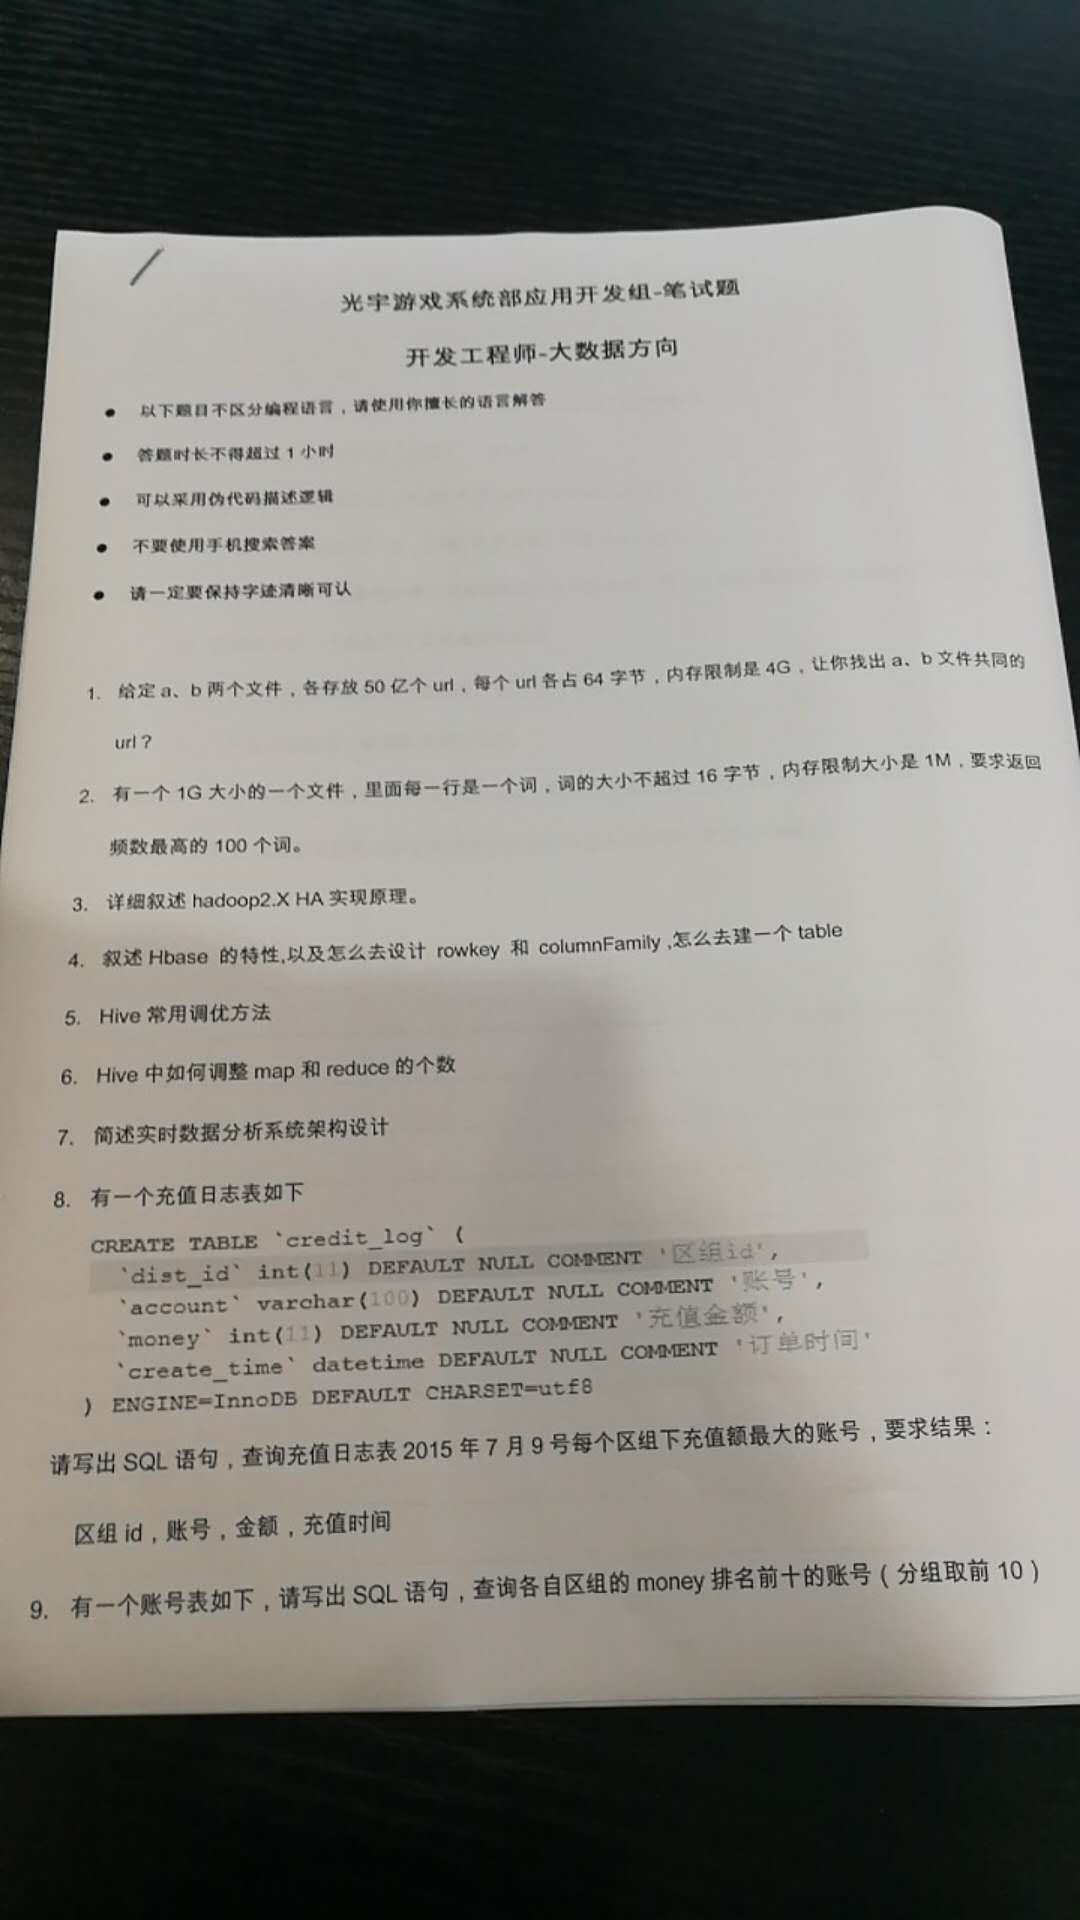 光宇游戏系统部应用开发组-笔试题
开发工程师-大数据方向
● 以下题目不区分编程语言，请使用你擅长的语言解答
● 答题时长不得超过 1 小时
● 可以采用伪代码描述逻辑
● 不要使用手机搜索答案
● 请一定要保持字迹清晰可认
1. 给定 a、b 两个文件，各存放 50 亿个 url，每个 url 各占 64 字节，内存限制是 4G，让你找出 a、b 文件共同的
url？
2. 有一个 1G 大小的一个文件，里面每一行是一个词，词的大小不超过 16 字节，内存限制大小是 1M，要求返回
频数最高的 100 个词。
3. 详细叙述 hadoop2.X HA 实现原理。
4. 叙述 Hbase 的特性,以及怎么去设计 rowkey 和 columnFamily ,怎么去建一个 table
5. Hive 常用调优方法
6. Hive 中如何调整 map 和 reduce 的个数
7. 简述实时数据分析系统架构设计
8. 有一个充值日志表如下
CREATE TABLE `credit_log` (
`dist_id` int(11) DEFAULT NULL COMMENT '区组id',
`account` varchar(100) DEFAULT NULL COMMENT '账号',
`money` int(11) DEFAULT NULL COMMENT '充值金额',
`create_time` datetime DEFAULT NULL COMMENT '订单时间'
) ENGINE=InnoDB DEFAULT CHARSET=utf8
请写出 SQL 语句，查询充值日志表 2015 年 7 月 9 号每个区组下充值额最大的账号，要求结果：
区组 id，账号，金额，充值时间
9. 有一个账号表如下，请写出 SQL 语句，查询各自区组的 money 排名前十的账号（分组取前 10）